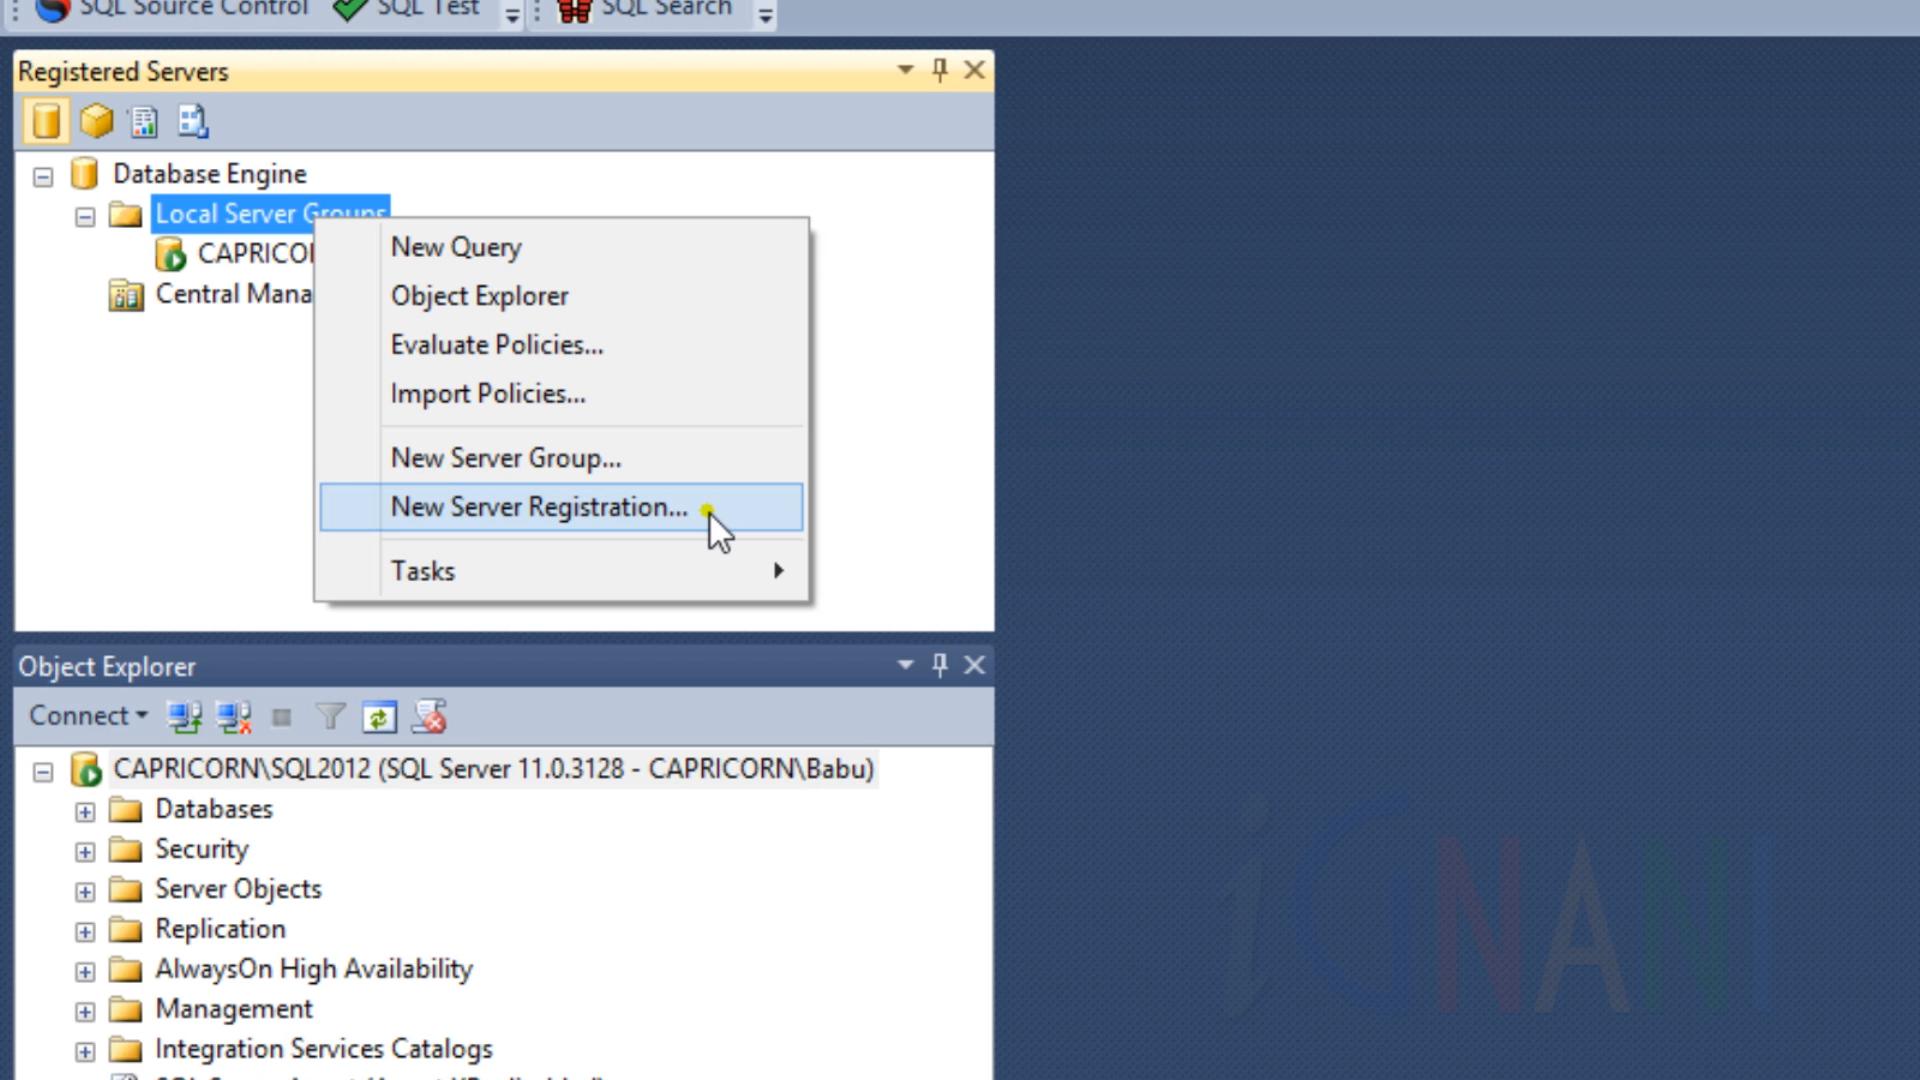 SQL Source Control
SQL Test
SQL Search
Registered Servers
Database Engine
Local Server Groups
CAPRICO
Central Mana
New Query
Object Explorer
Evaluate Policies...
Import Policies...
New Server Group...
New Server Registration...
Tasks
Object Explorer
Connect
CAPRICORN\SQL2012 (SQL Server 11.0.3128 - CAPRICORN\Babu)
Databases
Security
Server Objects
Replication
AlwaysOn High Availability
Management
Integration Services Catalogs
jGNANI